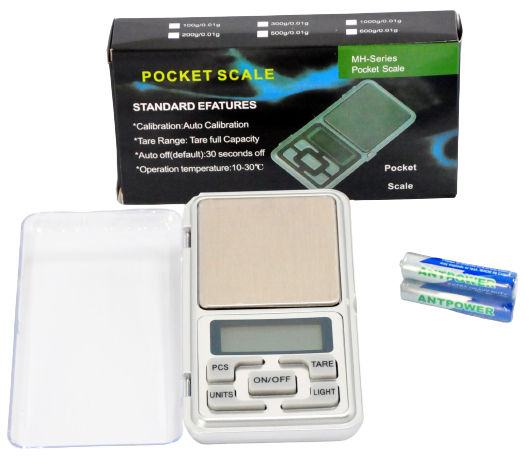 100g/0.01g 300g/0.01g 1000g/0.01g
200g/0.01g 500g/0.01g 600g/0.01g
POCKET SCALE
MH-Series
Pocket Scale
STANDARD EFATURES
*Calibration:Auto Calibration
*Tare Range: Tare full Capacity
*Auto off(default):30 seconds off
*Operation temperature:10-30℃
Pocket
Scale
PCS
TARE
ON/OFF
UNITS
LIGHT
ANTPOWER
ANTPOWER